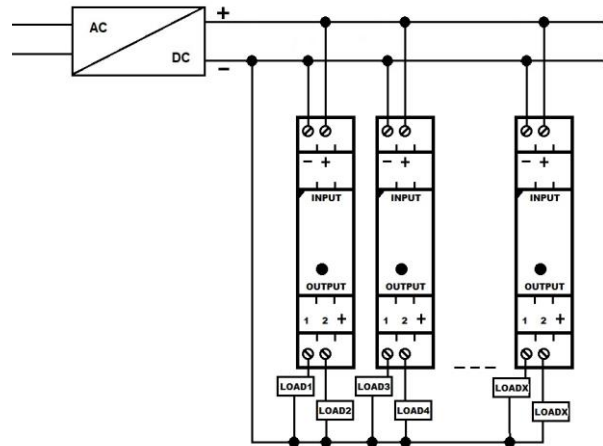 AC
+
DC
−
− +
− +
− +
INPUT
INPUT
INPUT
OUTPUT
OUTPUT
OUTPUT
1 2 +
1 2 +
1 2 +
LOAD1
LOAD3
LOADX
LOAD2
LOAD4
LOADX